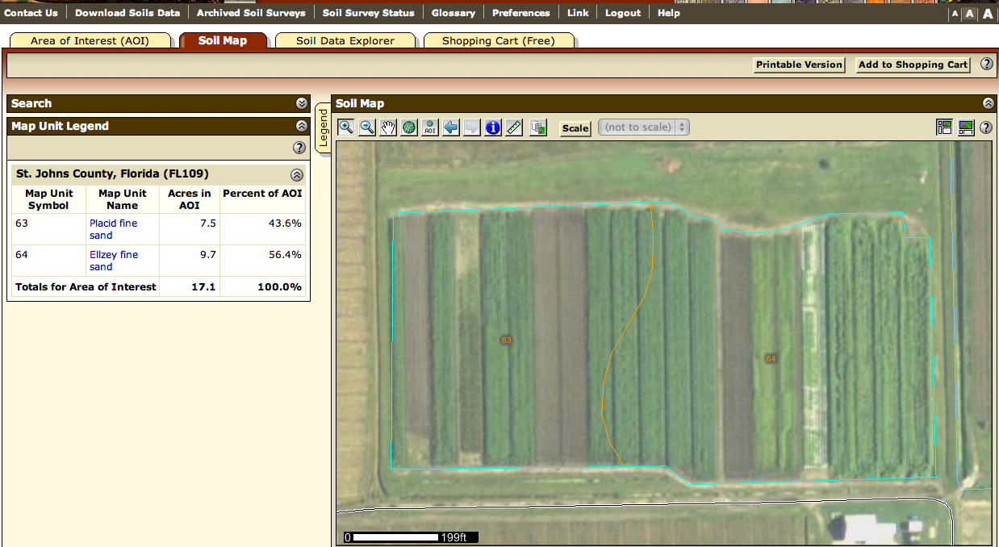 Contact Us Download Soils Data Archived Soil Surveys Soil Survey Status Glossary Preferences Link Logout Help
A A A
Area of Interest (AOI) Soil Map Soil Data Explorer Shopping Cart (Free)
Printable Version Add to Shopping Cart ?
Search
Map Unit Legend
?
St. Johns County, Florida (FL109)
Map Unit Symbol Map Unit Name Acres in AOI Percent of AOI
63 Placid fine sand 7.5 43.6%
64 Ellzey fine sand 9.7 56.4%
Totals for Area of Interest 17.1 100.0%
Legend
Soil Map
AOI i Scale (not to scale) ?
63
64
0 199ft